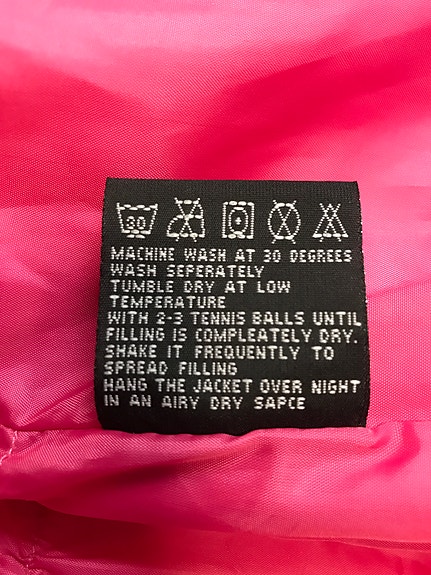 30
MACHINE WASH AT 30 DEGREES
WASH SEPERATELY
TUMBLE DRY AT LOW
TEMPERATURE
WITH 2-3 TENNIS BALLS UNTIL
FILLING IS COMPLEATELY DRY.
SHAKE IT FREQUENTLY TO
SPREAD FILLING
HANG THE JACKET OVER NIGHT
IN AN AIRY DRY SAPCE